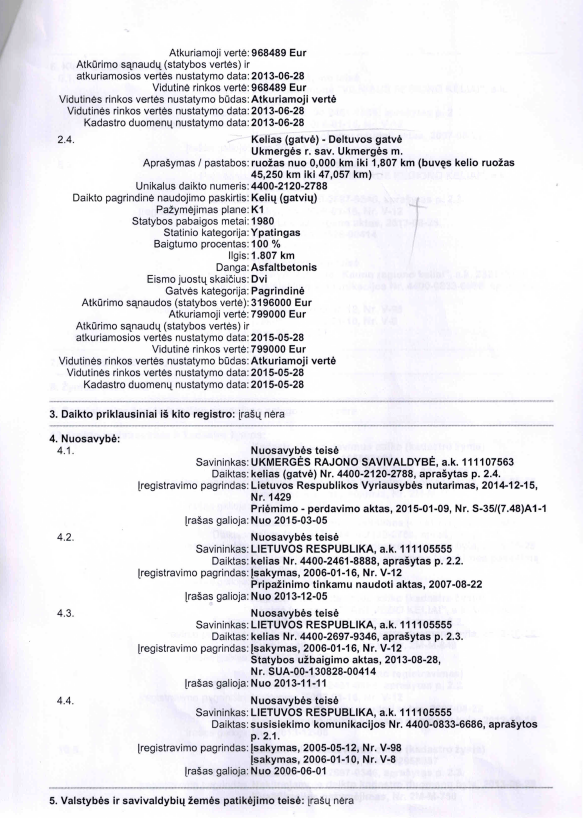 Atkuriamoji vertė: 968489 Eur
Atkūrimo sąnaudų (statybos vertės) ir
atkuriamosios vertės nustatymo data: 2013-06-28
Vidutinė rinkos vertė: 968489 Eur
Vidutinės rinkos vertės nustatymo būdas: Atkuriamoji vertė
Vidutinės rinkos vertės nustatymo data: 2013-06-28
Kadastro duomenų nustatymo data: 2013-06-28
2.4. Kelias (gatvė) - Deltuvos gatvė
Ukmergės r. sav. Ukmergės m.
Aprašymas / pastabos: ruožas nuo 0,000 km iki 1,807 km (buvęs kelio ruožas
45,250 km iki 47,057 km)
Unikalus daikto numeris: 4400-2120-2788
Daikto pagrindinė naudojimo paskirtis: Kelių (gatvių)
Pažymėjimas plane: K1
Statybos pabaigos metai: 1980
Statinio kategorija: Ypatingas
Baigtumo procentas: 100 %
Ilgis: 1.807 km
Danga: Asfaltbetonis
Eismo juostų skaičius: Dvi
Gatvės kategorija: Pagrindinė
Atkūrimo sąnaudos (statybos vertė): 3196000 Eur
Atkuriamoji vertė: 799000 Eur
Atkūrimo sąnaudų (statybos vertės) ir
atkuriamosios vertės nustatymo data: 2015-05-28
Vidutinė rinkos vertė: 799000 Eur
Vidutinės rinkos vertės nustatymo būdas: Atkuriamoji vertė
Vidutinės rinkos vertės nustatymo data: 2015-05-28
Kadastro duomenų nustatymo data: 2015-05-28
3. Daikto priklausiniai iš kito registro: įrašų nėra
4. Nuosavybė:
4.1. Nuosavybės teisė
Savininkas: UKMERGĖS RAJONO SAVIVALDYBĖ, a.k. 111107563
Daiktas: kelias (gatvė) Nr. 4400-2120-2788, aprašytas p. 2.4.
Įregistravimo pagrindas: Lietuvos Respublikos Vyriausybės nutarimas, 2014-12-15,
Nr. 1429
Priėmimo - perdavimo aktas, 2015-01-09, Nr. S-35/(7.48)A1-1
Įrašas galioja: Nuo 2015-03-05
4.2. Nuosavybės teisė
Savininkas: LIETUVOS RESPUBLIKA, a.k. 111105555
Daiktas: kelias Nr. 4400-2461-8888, aprašytas p. 2.2.
Įregistravimo pagrindas: Įsakymas, 2006-01-16, Nr. V-12
Pripažinimo tinkamu naudoti aktas, 2007-08-22
Įrašas galioja: Nuo 2013-12-05
4.3. Nuosavybės teisė
Savininkas: LIETUVOS RESPUBLIKA, a.k. 111105555
Daiktas: kelias Nr. 4400-2697-9346, aprašytas p. 2.3.
Įregistravimo pagrindas: Įsakymas, 2006-01-16, Nr. V-12
Statybos užbaigimo aktas, 2013-08-28,
Nr. SUA-00-130828-00414
Įrašas galioja: Nuo 2013-11-11
4.4. Nuosavybės teisė
Savininkas: LIETUVOS RESPUBLIKA, a.k. 111105555
Daiktas: susisiekimo komunikacijos Nr. 4400-0833-6686, aprašytos
p. 2.1.
Įregistravimo pagrindas: Įsakymas, 2005-05-12, Nr. V-98
Įsakymas, 2006-01-10, Nr. V-8
Įrašas galioja: Nuo 2006-06-01
5. Valstybės ir savivaldybių žemės patikėjimo teisė: įrašų nėra